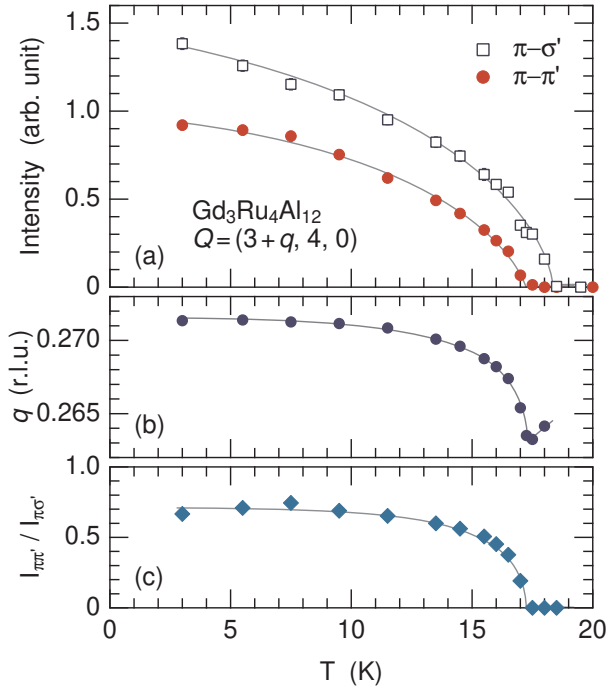 1.5
1.0
0.5
0
Intensity (arb. unit)
π−σ'
π−π'
Gd₃Ru₄Al₁₂
Q=(3+q, 4, 0)
(a)
0.270
0.265
q (r.l.u.)
(b)
1.0
0.5
0
Iππ' / Iπσ'
(c)
0 5 10 15 20
T (K)